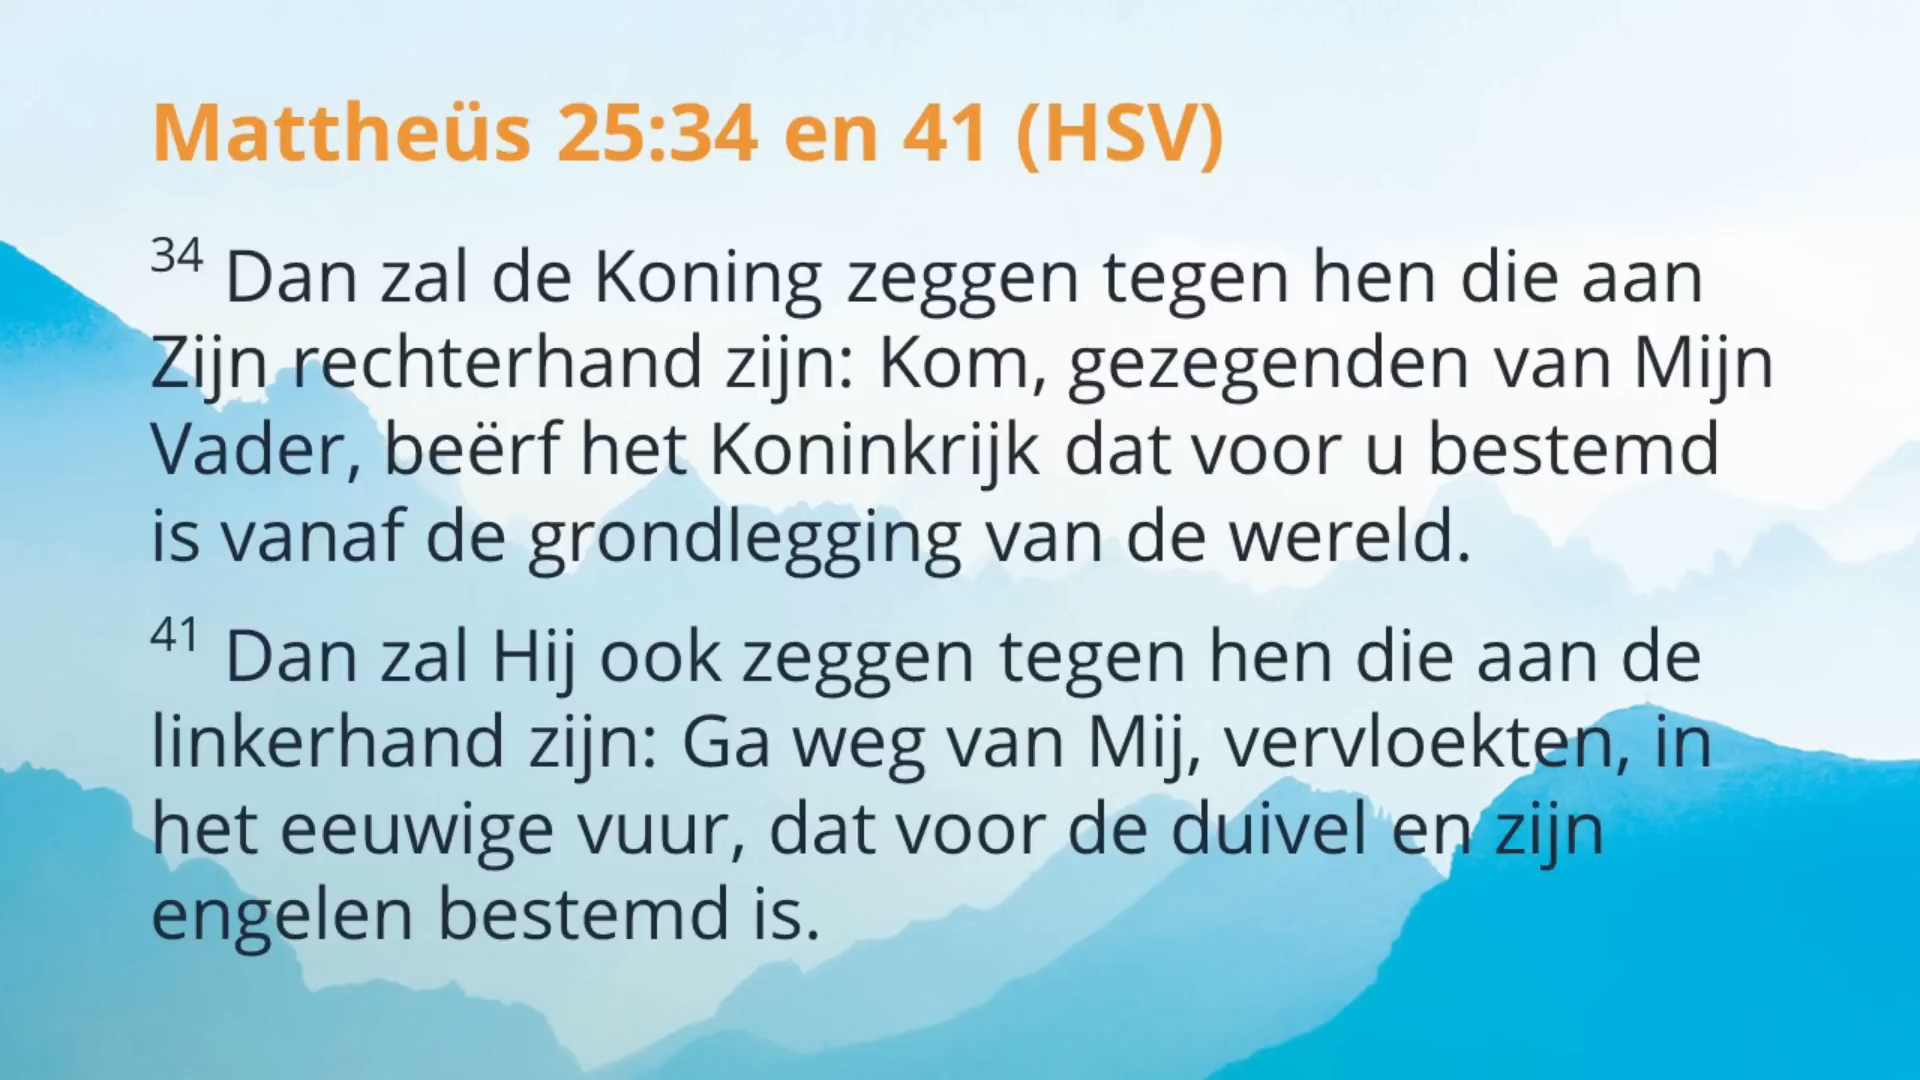 Mattheüs 25:34 en 41 (HSV)
34 Dan zal de Koning zeggen tegen hen die aan
Zijn rechterhand zijn: Kom, gezegenden van Mijn
Vader, beërf het Koninkrijk dat voor u bestemd
is vanaf de grondlegging van de wereld.
41 Dan zal Hij ook zeggen tegen hen die aan de
linkerhand zijn: Ga weg van Mij, vervloekten, in
het eeuwige vuur, dat voor de duivel en zijn
engelen bestemd is.